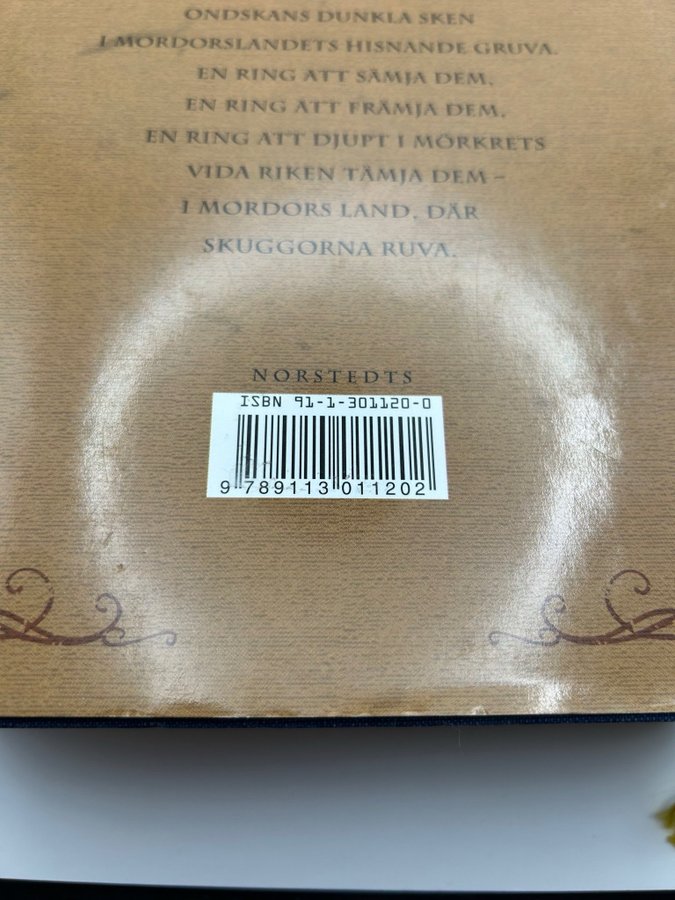 ONDSKANS DUNKLA SKEN
I MORDORSLANDETS HISNANDE GRUVA.
EN RING ATT SÄMJA DEM,
EN RING ATT FRÄMJA DEM,
EN RING ATT DJUPT I MÖRKRETS
VIDA RIKEN TÄMJA DEM –
I MORDORS LAND, DÄR
SKUGGORNA RUVA.
NORSTEDTS
ISBN 91-1-301120-0
9 789113 011202